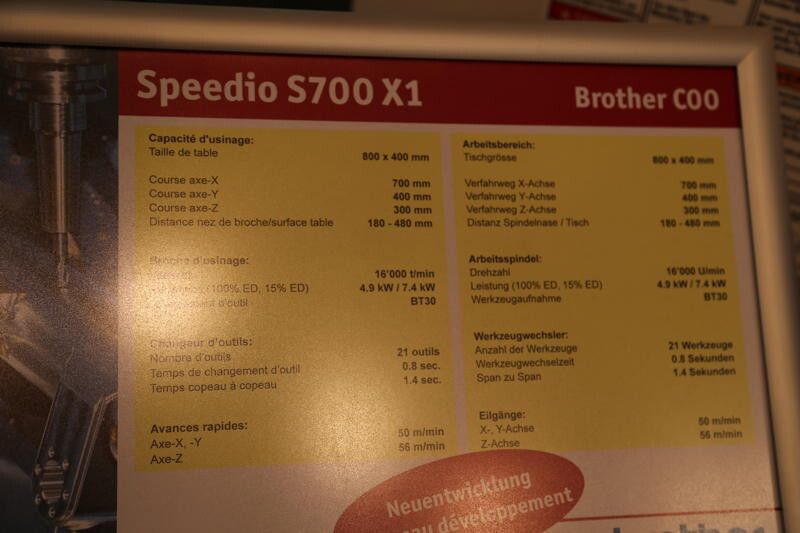 Speedio S700 X1
Brother COO
Capacité d'usinage:
Taille de table 800 x 400 mm
Course axe-X 700 mm
Course axe-Y 400 mm
Course axe-Z 300 mm
Distance nez de broche/surface table 180 - 480 mm
Broche d'usinage:
16'000 t/min
(100% ED, 15% ED) 4.9 kW / 7.4 kW
d'outil BT30
Changeur d'outils:
Nombre d'outils 21 outils
Temps de changement d'outil 0.8 sec.
Temps copeau à copeau 1.4 sec.
Avances rapides:
Axe-X, -Y 50 m/min
Axe-Z 56 m/min
Arbeitsbereich:
Tischgrösse 800 x 400 mm
Verfahrweg X-Achse 700 mm
Verfahrweg Y-Achse 400 mm
Verfahrweg Z-Achse 300 mm
Distanz Spindelnase / Tisch 180 - 480 mm
Arbeitsspindel:
Drehzahl 16'000 U/min
Leistung (100% ED, 15% ED) 4.9 kW / 7.4 kW
Werkzeugaufnahme BT30
Werkzeugwechsler:
Anzahl der Werkzeuge 21 Werkzeuge
Werkzeugwechselzeit 0.8 Sekunden
Span zu Span 1.4 Sekunden
Eilgänge:
X-, Y-Achse 50 m/min
Z-Achse 56 m/min
Neuentwicklung
développement